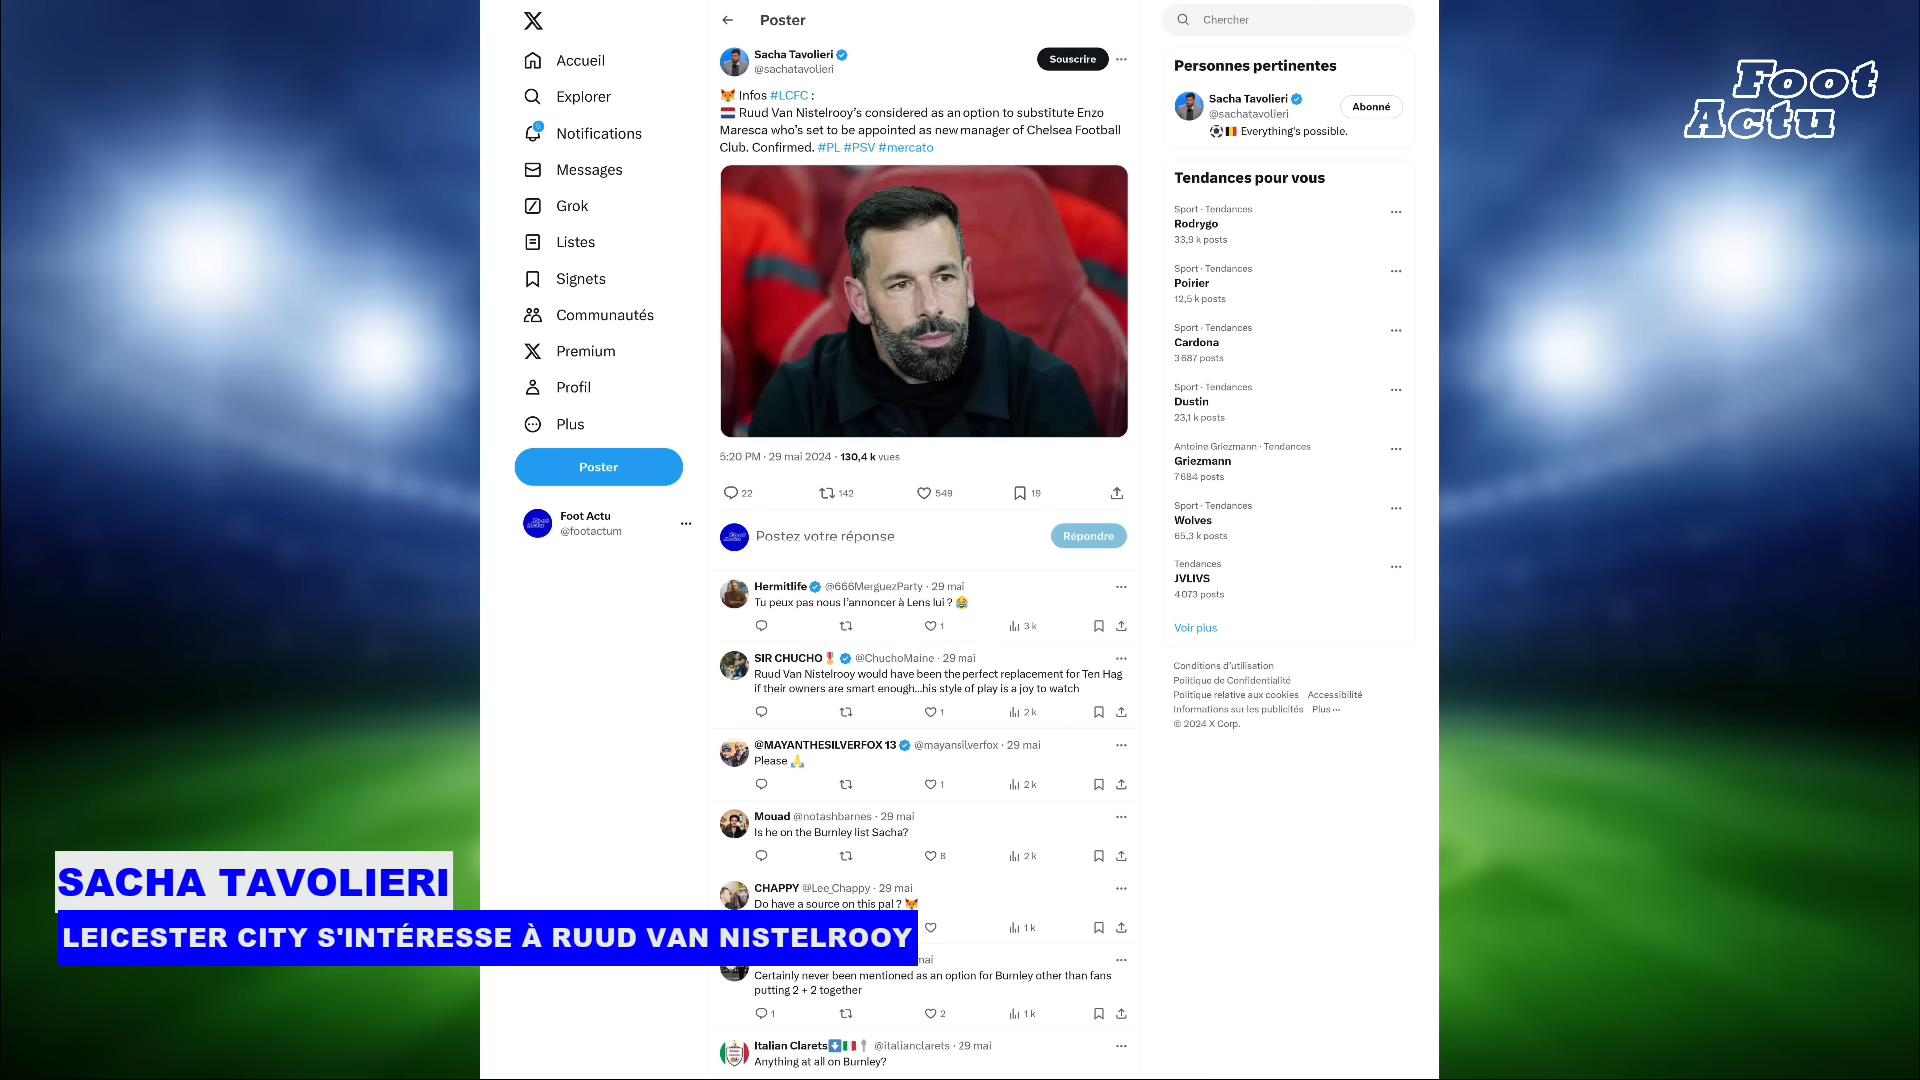 Accueil
Explorer
Notifications
Messages
Grok
Listes
Signets
Communautés
Premium
Profil
Plus
Poster
Foot Actu
@footactum
Poster
Sacha Tavolieri
@sachatavolieri
Souscrire
🦊 Infos #LCFC :
🇳🇱 Ruud Van Nistelrooy's considered as an option to substitute Enzo
Maresca who's set to be appointed as new manager of Chelsea Football
Club. Confirmed. #PL #PSV #mercato
5:20 PM · 29 mai 2024 · 130,4 k vues
22 142 549 19
Postez votre réponse
Répondre
Hermitlife @666MerguezParty · 29 mai
Tu peux pas nous l'annoncer à Lens lui ? 😂
1 3 k
SIR CHUCHO🎖️ @ChuchoMaine · 29 mai
Ruud Van Nistelrooy would have been the perfect replacement for Ten Hag
if their owners are smart enough...his style of play is a joy to watch
1 2 k
@MAYANTHESILVERFOX 13 @mayansilverfox · 29 mai
Please 🙏
1 2 k
Mouad @notashbarnes · 29 mai
Is he on the Burnley list Sacha?
8 2 k
CHAPPY @Lee_Chappy · 29 mai
Do have a source on this pal ? 🦊
1 k
mai
Certainly never been mentioned as an option for Burnley other than fans
putting 2 + 2 together
1 2 1 k
Italian Clarets⬇️🇮🇹 @italianclarets · 29 mai
Anything at all on Burnley?
Chercher
Personnes pertinentes
Sacha Tavolieri
@sachatavolieri
Abonné
⚽🇧🇪 Everything's possible.
Tendances pour vous
Sport · Tendances
Rodrygo
33,9 k posts
Sport · Tendances
Poirier
12,5 k posts
Sport · Tendances
Cardona
3 687 posts
Sport · Tendances
Dustin
23,1 k posts
Antoine Griezmann · Tendances
Griezmann
7 684 posts
Sport · Tendances
Wolves
65,3 k posts
Tendances
JVLIVS
4 073 posts
Voir plus
Conditions d'utilisation
Politique de Confidentialité
Politique relative aux cookies Accessibilité
Informations sur les publicités Plus ···
© 2024 X Corp.
Foot
Actu
SACHA TAVOLIERI
LEICESTER CITY S'INTÉRESSE À RUUD VAN NISTELROOY